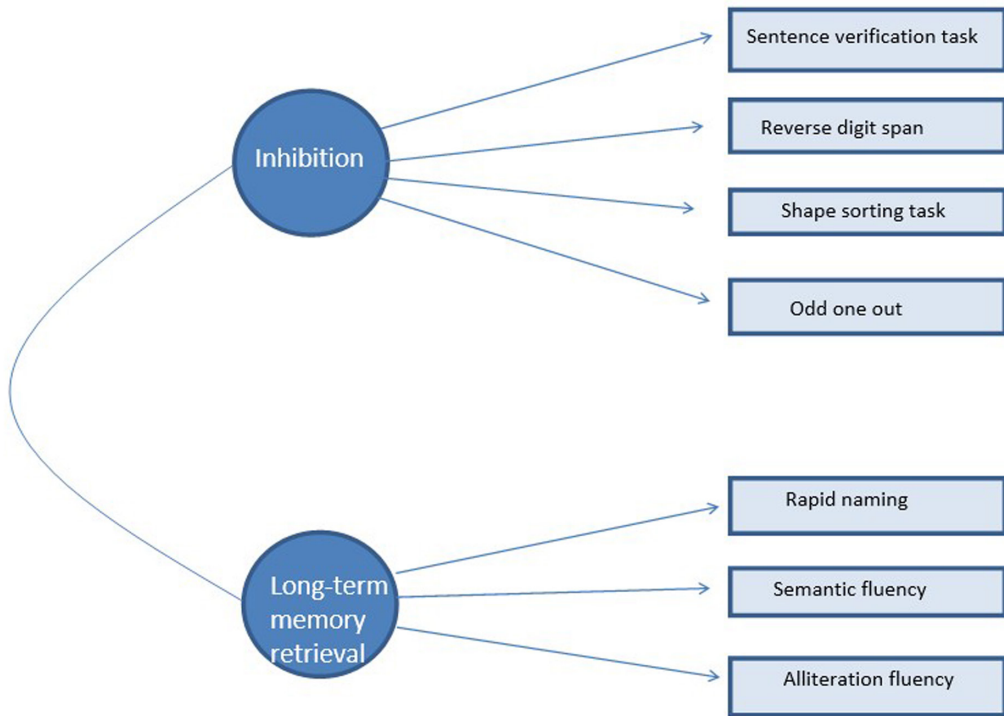 Sentence verification task
Reverse digit span
Inhibition
Shape sorting task
Odd one out
Rapid naming
Long-term
memory
retrieval
Semantic fluency
Alliteration fluency